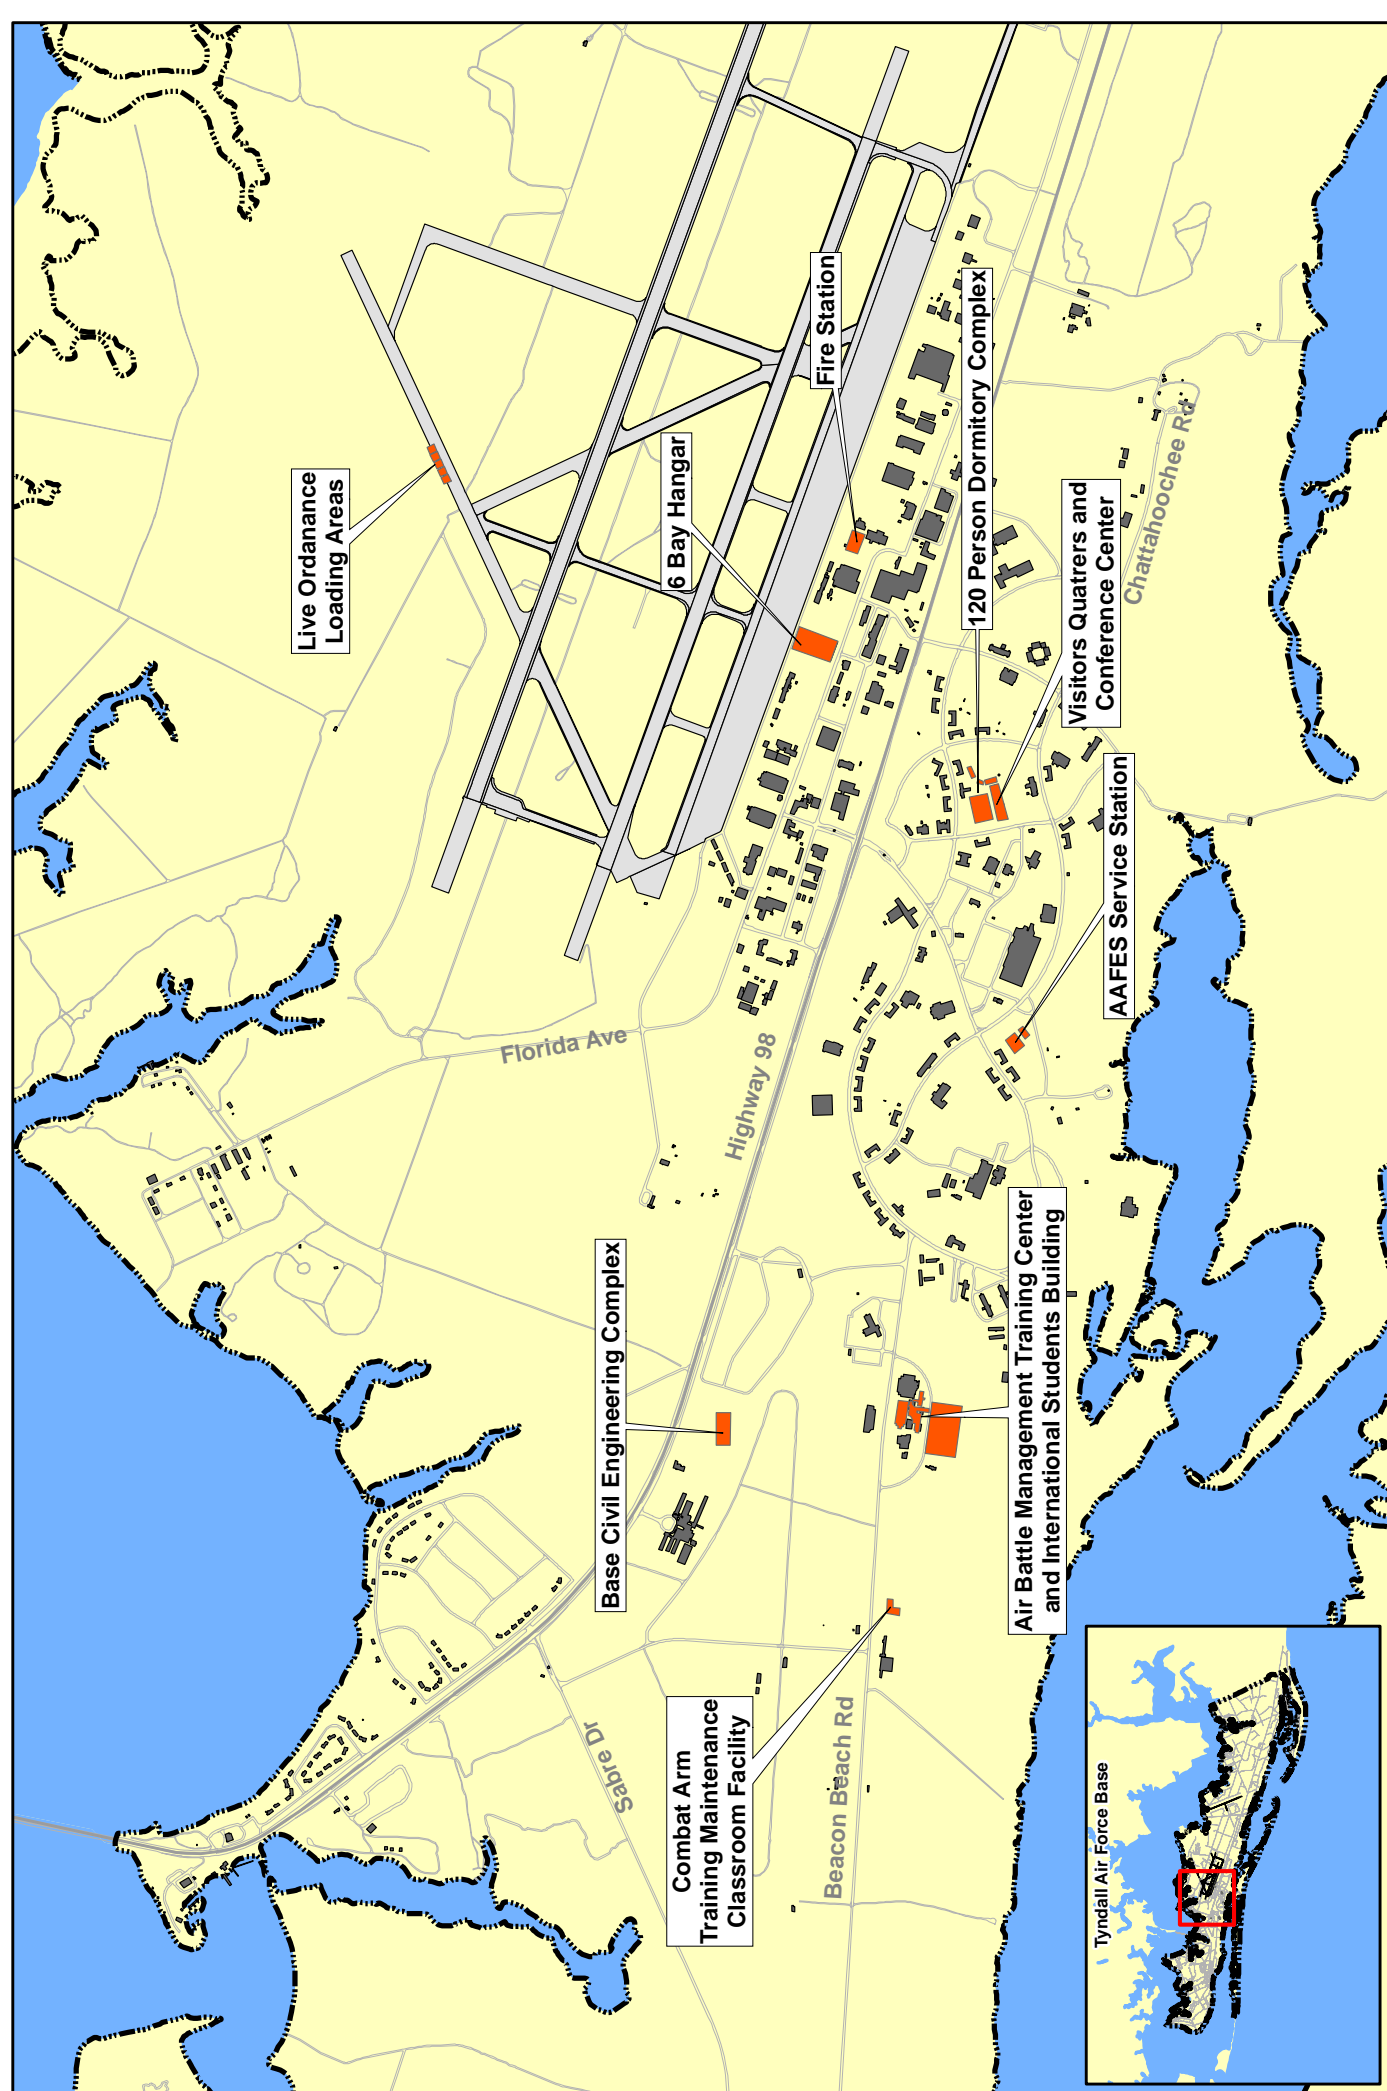 Live Ordanance
Loading Areas
6 Bay Hangar
Fire Station
120 Person Dormitory Complex
Visitors Quatrers and
Conference Center
Chattahoochee Rd
AAFES Service Station
Florida Ave
Highway 98
Base Civil Engineering Complex
Air Battle Management Training Center
and International Students Building
Combat Arm
Training Maintenance
Classroom Facility
Sabre Dr
Beacon Beach Rd
Tyndall Air Force Base